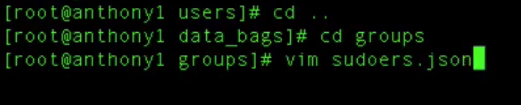 [root@anthony1 users]# cd ..
[root@anthony1 data_bags]# cd groups
[root@anthony1 groups]# vim sudoers.json